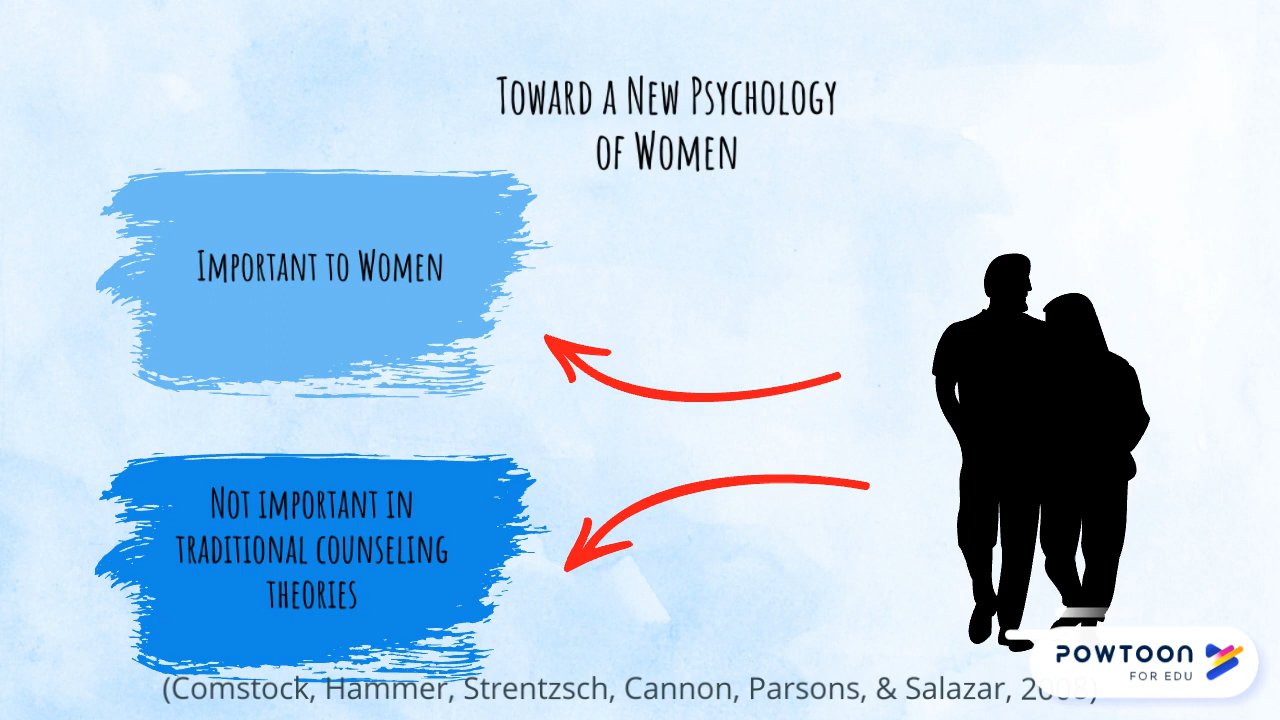 Toward a New Psychology
of Women
Important to Women
Not important in
traditional counseling
theories
(Comstock, Hammer, Strentzsch, Cannon, Parsons, & Salazar, 2008)
POWTOON
FOR EDU